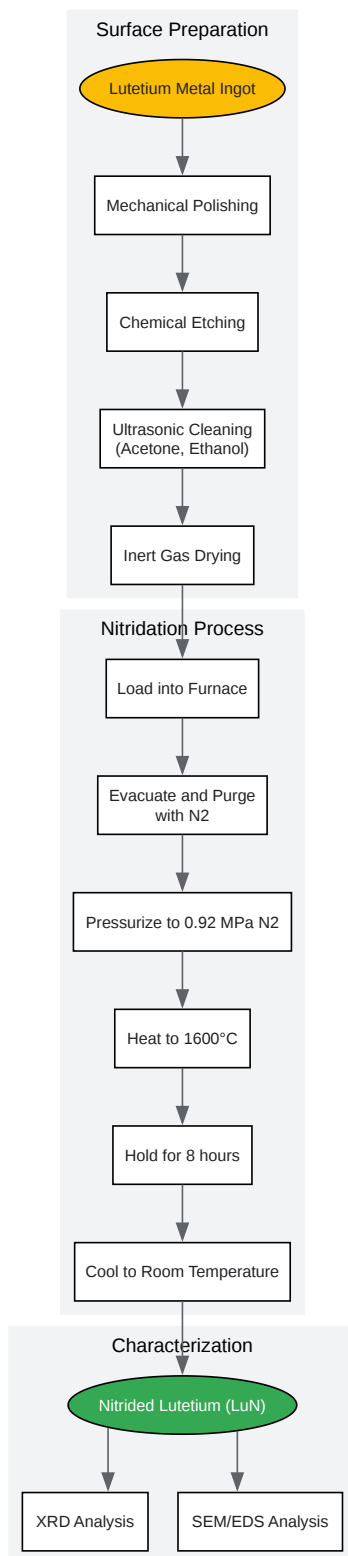 Surface Preparation
Lutetium Metal Ingot
Mechanical Polishing
Chemical Etching
Ultrasonic Cleaning
(Acetone, Ethanol)
Inert Gas Drying
Nitridation Process
Load into Furnace
Evacuate and Purge
with N2
Pressurize to 0.92 MPa N2
Heat to 1600°C
Hold for 8 hours
Cool to Room Temperature
Characterization
Nitrided Lutetium (LuN)
XRD Analysis
SEM/EDS Analysis